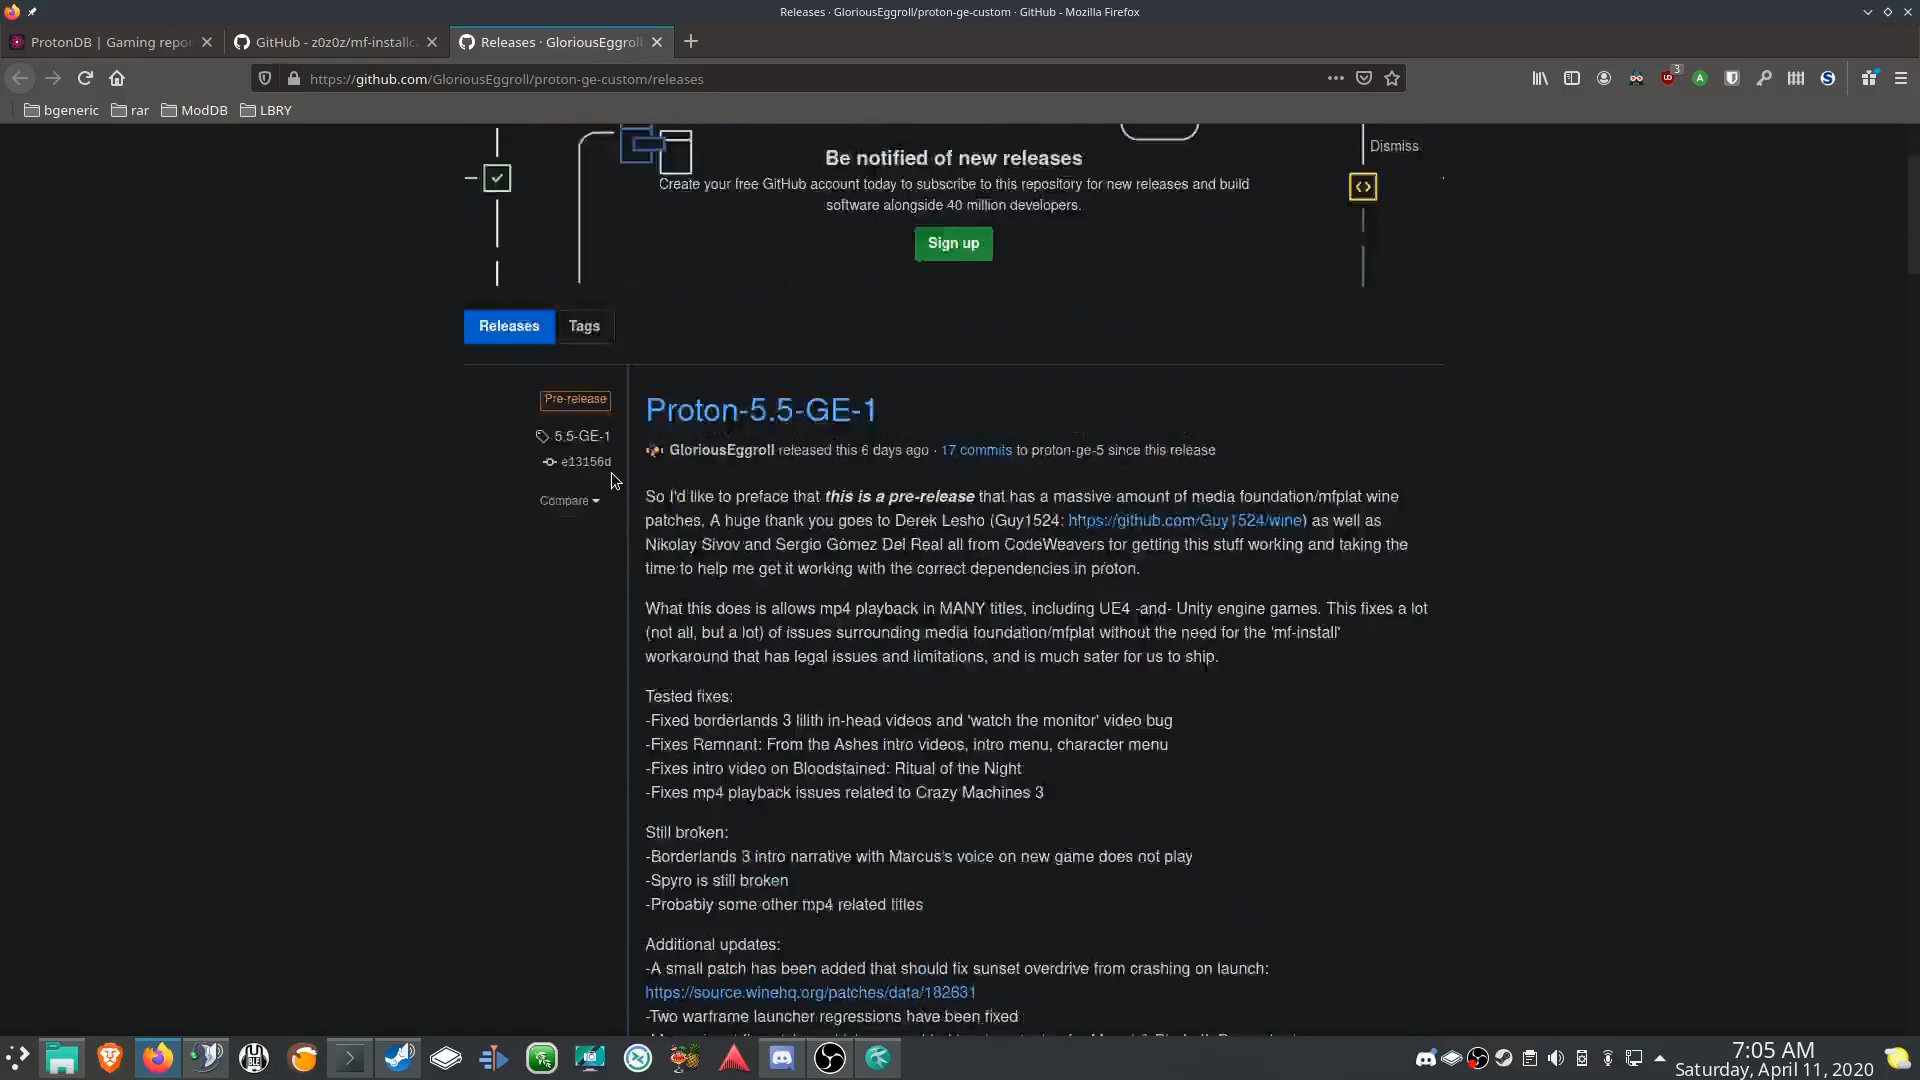 Releases · GloriousEggroll/proton-ge-custom · GitHub - Mozilla Firefox
ProtonDB | Gaming repor
GitHub - z0z0z/mf-installca
Releases · GloriousEggroll
https://github.com/GloriousEggroll/proton-ge-custom/releases
3
bgeneric
rar
ModDB
LBRY
Be notified of new releases
Dismiss
Create your free GitHub account today to subscribe to this repository for new releases and build
software alongside 40 million developers.
Sign up
Releases
Tags
Pre-release
5.5-GE-1
e13156d
Compare
Proton-5.5-GE-1
GloriousEggroll released this 6 days ago · 17 commits to proton-ge-5 since this release
So I'd like to preface that this is a pre-release that has a massive amount of media foundation/mfplat wine
patches, A huge thank you goes to Derek Lesho (Guy1524: https://github.com/Guy1524/wine) as well as
Nikolay Sivov and Sergio Gómez Del Real all from CodeWeavers for getting this stuff working and taking the
time to help me get it working with the correct dependencies in proton.
What this does is allows mp4 playback in MANY titles, including UE4 -and- Unity engine games. This fixes a lot
(not all, but a lot) of issues surrounding media foundation/mfplat without the need for the 'mf-install'
workaround that has legal issues and limitations, and is much safer for us to ship.
Tested fixes:
-Fixed borderlands 3 lilith in-head videos and 'watch the monitor' video bug
-Fixes Remnant: From the Ashes intro videos, intro menu, character menu
-Fixes intro video on Bloodstained: Ritual of the Night
-Fixes mp4 playback issues related to Crazy Machines 3
Still broken:
-Borderlands 3 intro narrative with Marcus's voice on new game does not play
-Spyro is still broken
-Probably some other mp4 related titles
Additional updates:
-A small patch has been added that should fix sunset overdrive from crashing on launch:
https://source.winehq.org/patches/data/182631
-Two warframe launcher regressions have been fixed
7:05 AM
Saturday, April 11, 2020